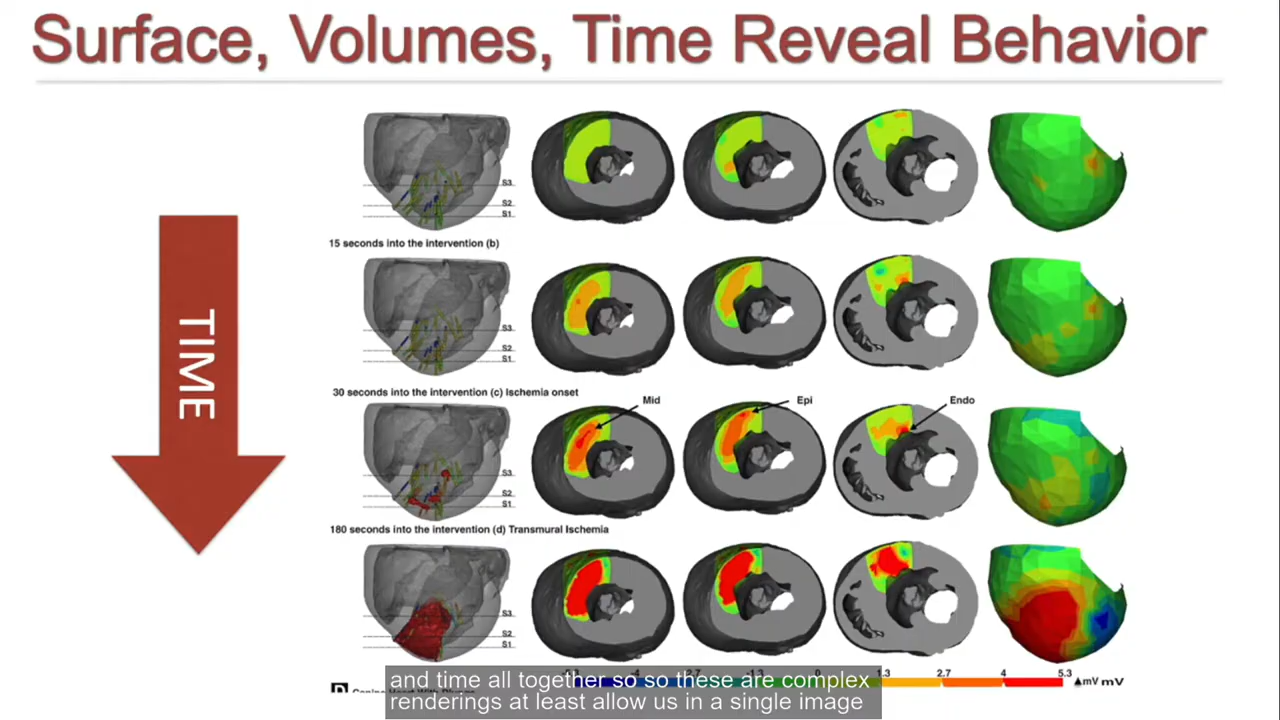 Surface, Volumes, Time Reveal Behavior
TIME
S3
S2
S1
15 seconds into the intervention (b)
S3
S2
S1
30 seconds into the intervention (c) Ischemia onset
Mid
Epi
Endo
S3
S2
S1
180 seconds into the intervention (d) Transmural Ischemia
S3
S2
S1
1.3
2.7
4
5.3
▲mV mV
and time all together so so these are complex
renderings at least allow us in a single image